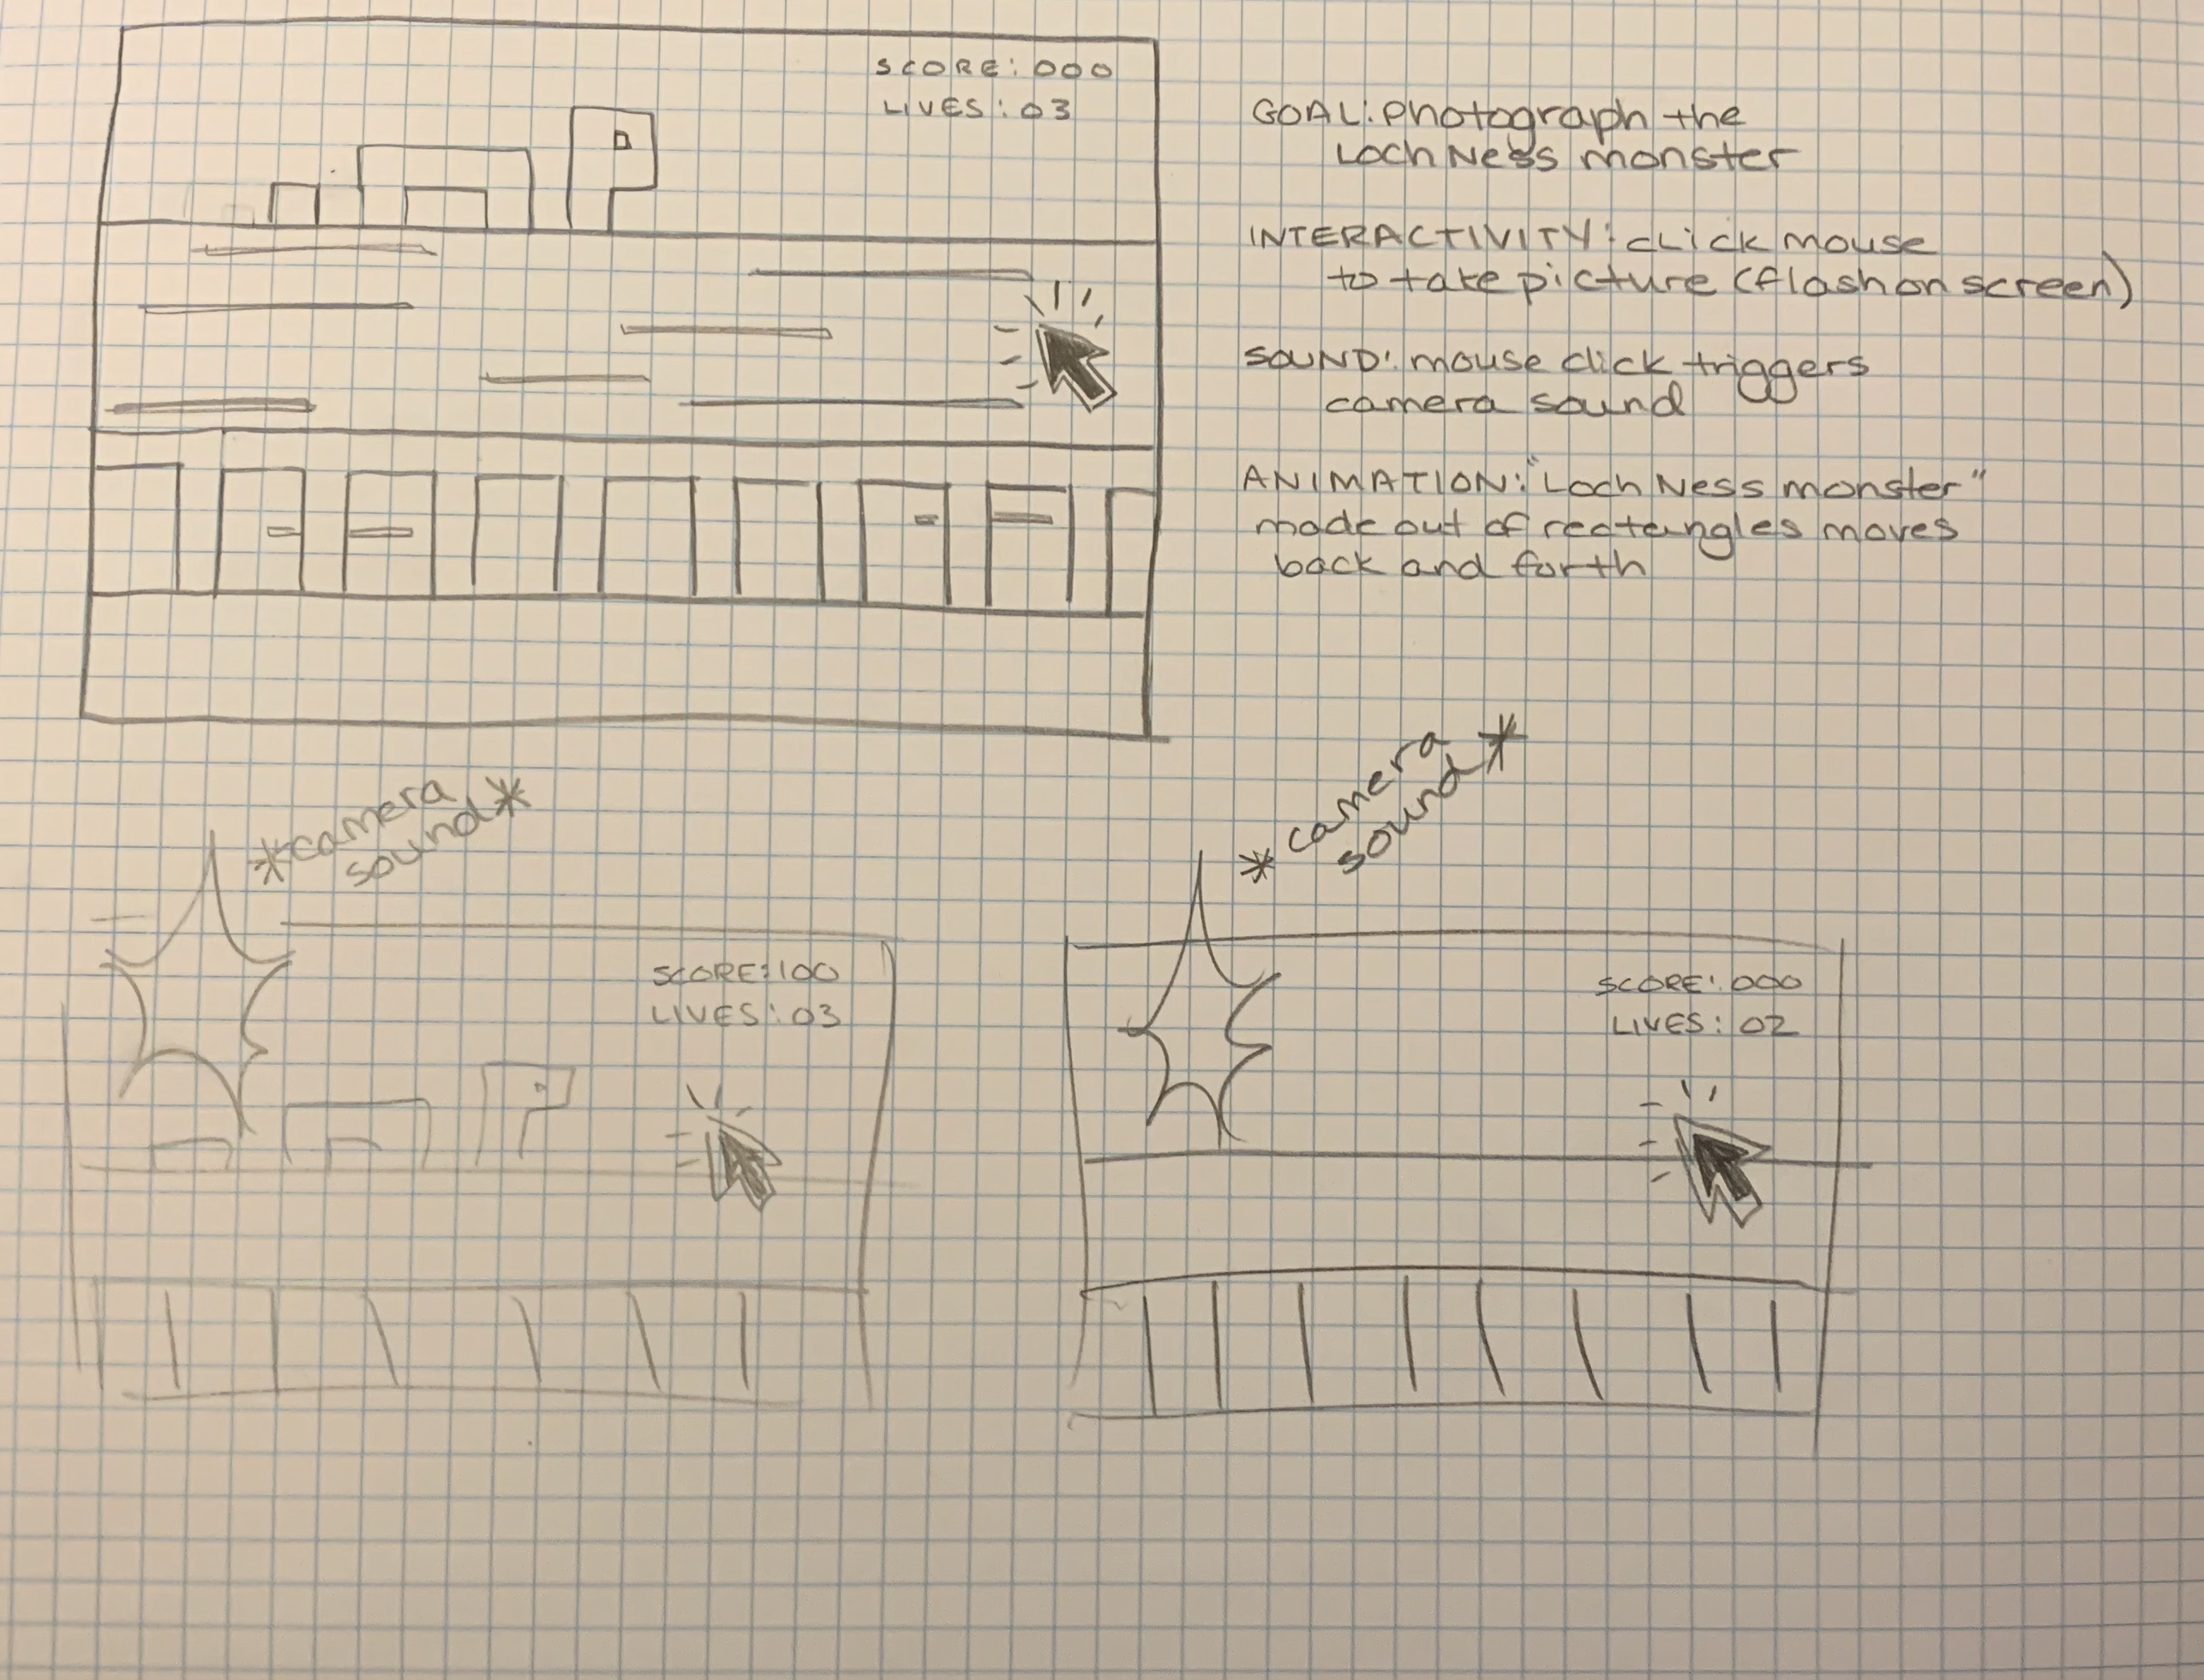 SCORE: 000
LIVES: 03
GOAL: Photograph the
Loch Ness monster
INTERACTIVITY: click mouse
to take picture (flash on screen)
SOUND: mouse click triggers
camera sound
ANIMATION: "Loch Ness monster"
made out of rectangles moves
back and forth
*camera
sound*
SCORE: 100
LIVES: 03
* camera
sound *
SCORE: 000
LIVES: 02